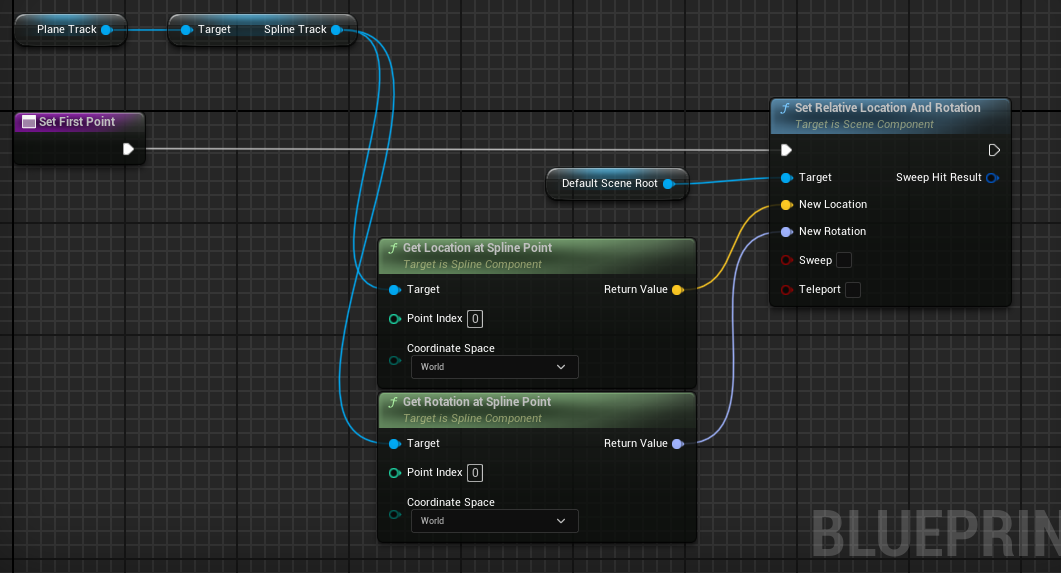 Plane Track
Target Spline Track
Set First Point
Set Relative Location And Rotation
Target is Scene Component
Default Scene Root
Target Sweep Hit Result
New Location
New Rotation
Sweep
Teleport
f Get Location at Spline Point
Target is Spline Component
Target Return Value
Point Index 0
Coordinate Space
World
f Get Rotation at Spline Point
Target is Spline Component
Target Return Value
Point Index 0
Coordinate Space
World
BLUEPRIN